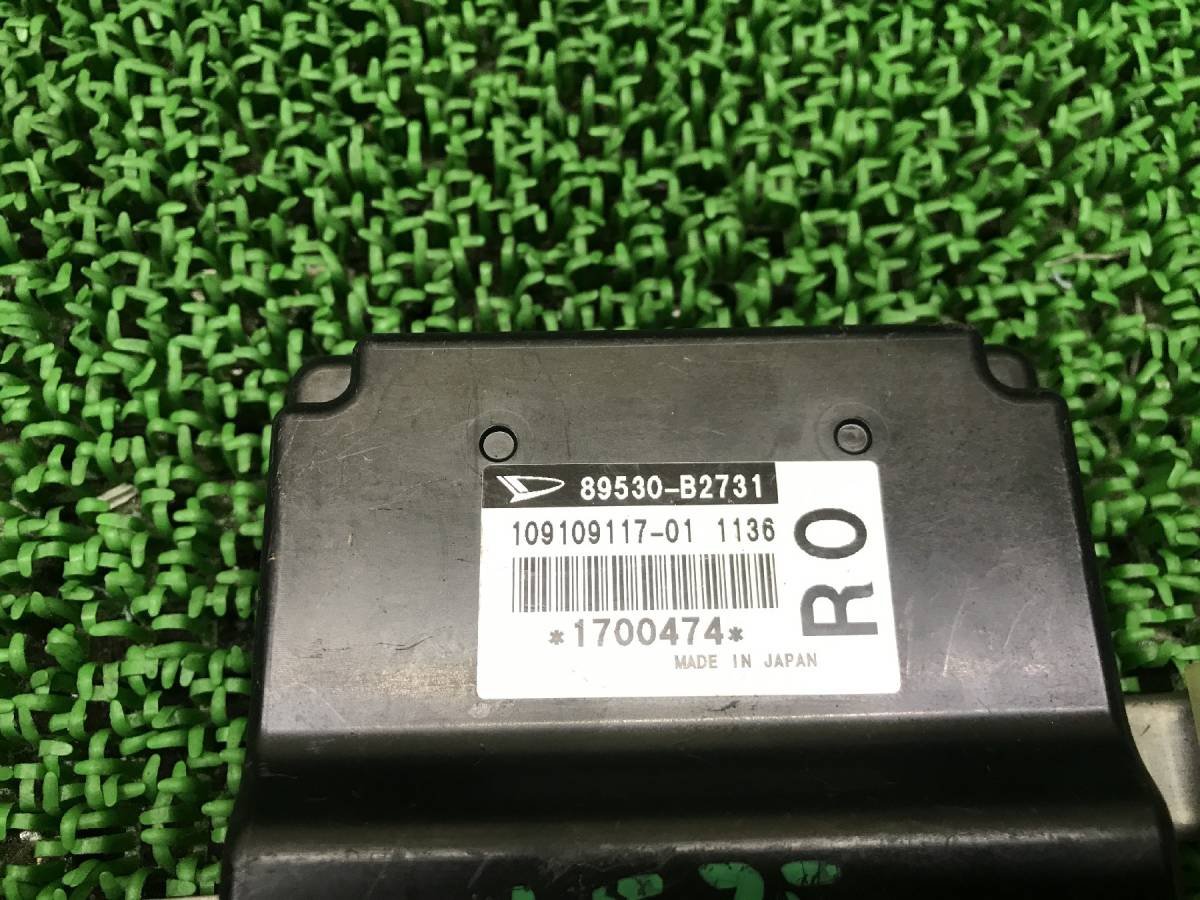 89530-B2731
109109117-01 1136
*1700474*
MADE IN JAPAN
RO